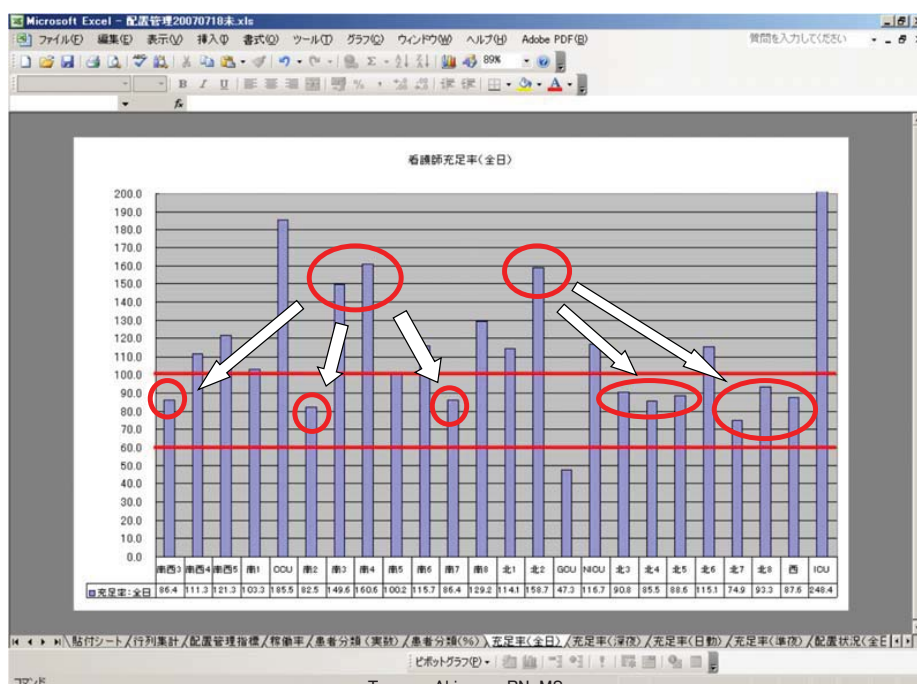 Microsoft Excel - 配置管理20070718未.xls
ファイル(F) 編集(E) 表示(V) 挿入(I) 書式(O) ツール(T) グラフ(C) ウィンドウ(W) ヘルプ(H) Adobe PDF(B) 質問を入力してください
89%
B I U
fx
看護師充足率(全日)
200.0
190.0
180.0
170.0
160.0
150.0
140.0
130.0
120.0
110.0
100.0
90.0
80.0
70.0
60.0
50.0
40.0
30.0
20.0
10.0
0.0
南西3 南西4 南西5 南1 CCU 南2 南3 南4 南5 南6 南7 南8 北1 北2 GCU NICU 北3 北4 北5 北6 北7 北8 西 ICU
充足率:全日 86.4 111.3 121.3 103.3 185.5 82.5 149.6 160.6 100.2 115.7 86.4 129.2 114.1 158.7 47.3 116.7 90.8 85.5 88.6 115.1 74.9 93.3 87.6 248.4
貼付シート/行列集計/配置管理指標/稼働率/患者分類(実数)/患者分類(%)\充足率(全日)/充足率(深夜)/充足率(日勤)/充足率(準夜)/配置状況(全日
ピボットグラフ(P)
コマンド